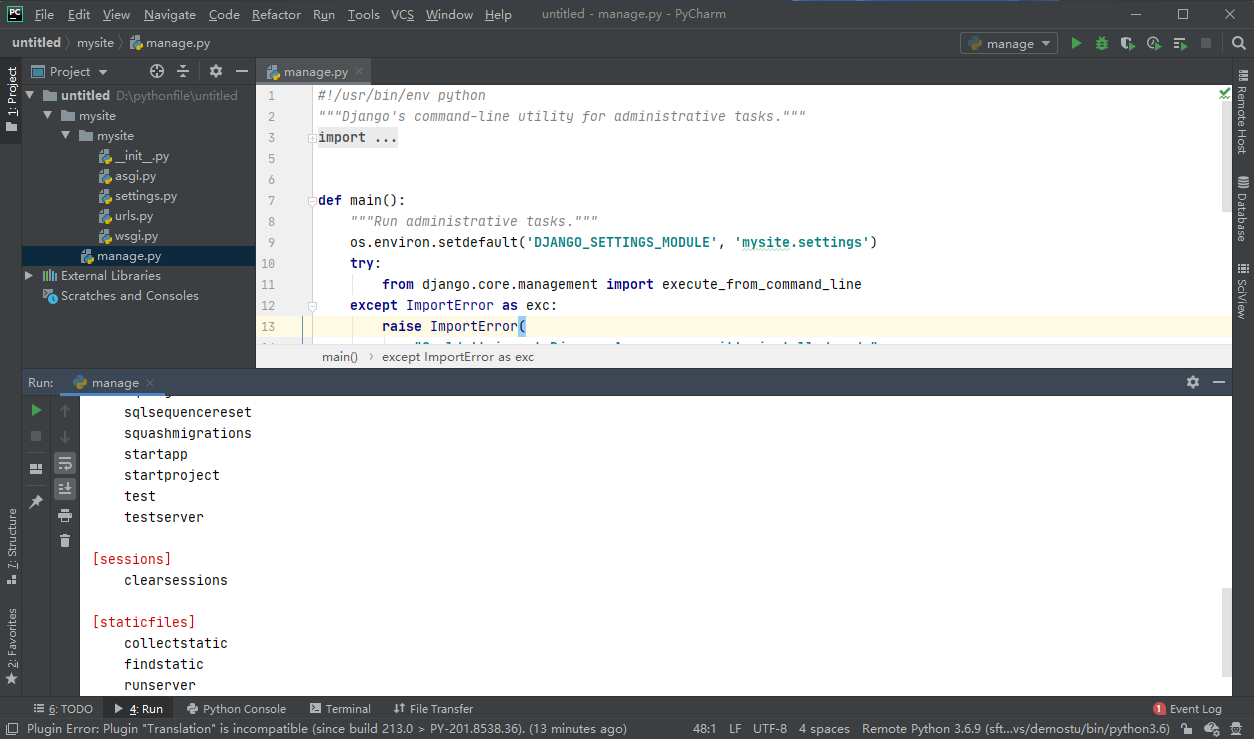 PC File Edit View Navigate Code Refactor Run Tools VCS Window Help untitled - manage.py - PyCharm
untitled mysite manage.py manage
1: Project
Project
manage.py
untitled D:\pythonfile\untitled
mysite
mysite
__init__.py
asgi.py
settings.py
urls.py
wsgi.py
manage.py
External Libraries
Scratches and Consoles
1 #!/usr/bin/env python
2 """Django's command-line utility for administrative tasks."""
3 import ...
5
6
7 def main():
8 """Run administrative tasks."""
9 os.environ.setdefault('DJANGO_SETTINGS_MODULE', 'mysite.settings')
10 try:
11 from django.core.management import execute_from_command_line
12 except ImportError as exc:
13 raise ImportError(
main() except ImportError as exc
Remote Host
Database
SciView
Run: manage
sqlsequencereset
squashmigrations
startapp
startproject
test
testserver
[sessions]
clearsessions
[staticfiles]
collectstatic
findstatic
runserver
7: Structure
2: Favorites
6: TODO 4: Run Python Console Terminal File Transfer 1 Event Log
Plugin Error: Plugin "Translation" is incompatible (since build 213.0 > PY-201.8538.36). (13 minutes ago) 48:1 LF UTF-8 4 spaces Remote Python 3.6.9 (sft...vs/demostu/bin/python3.6)